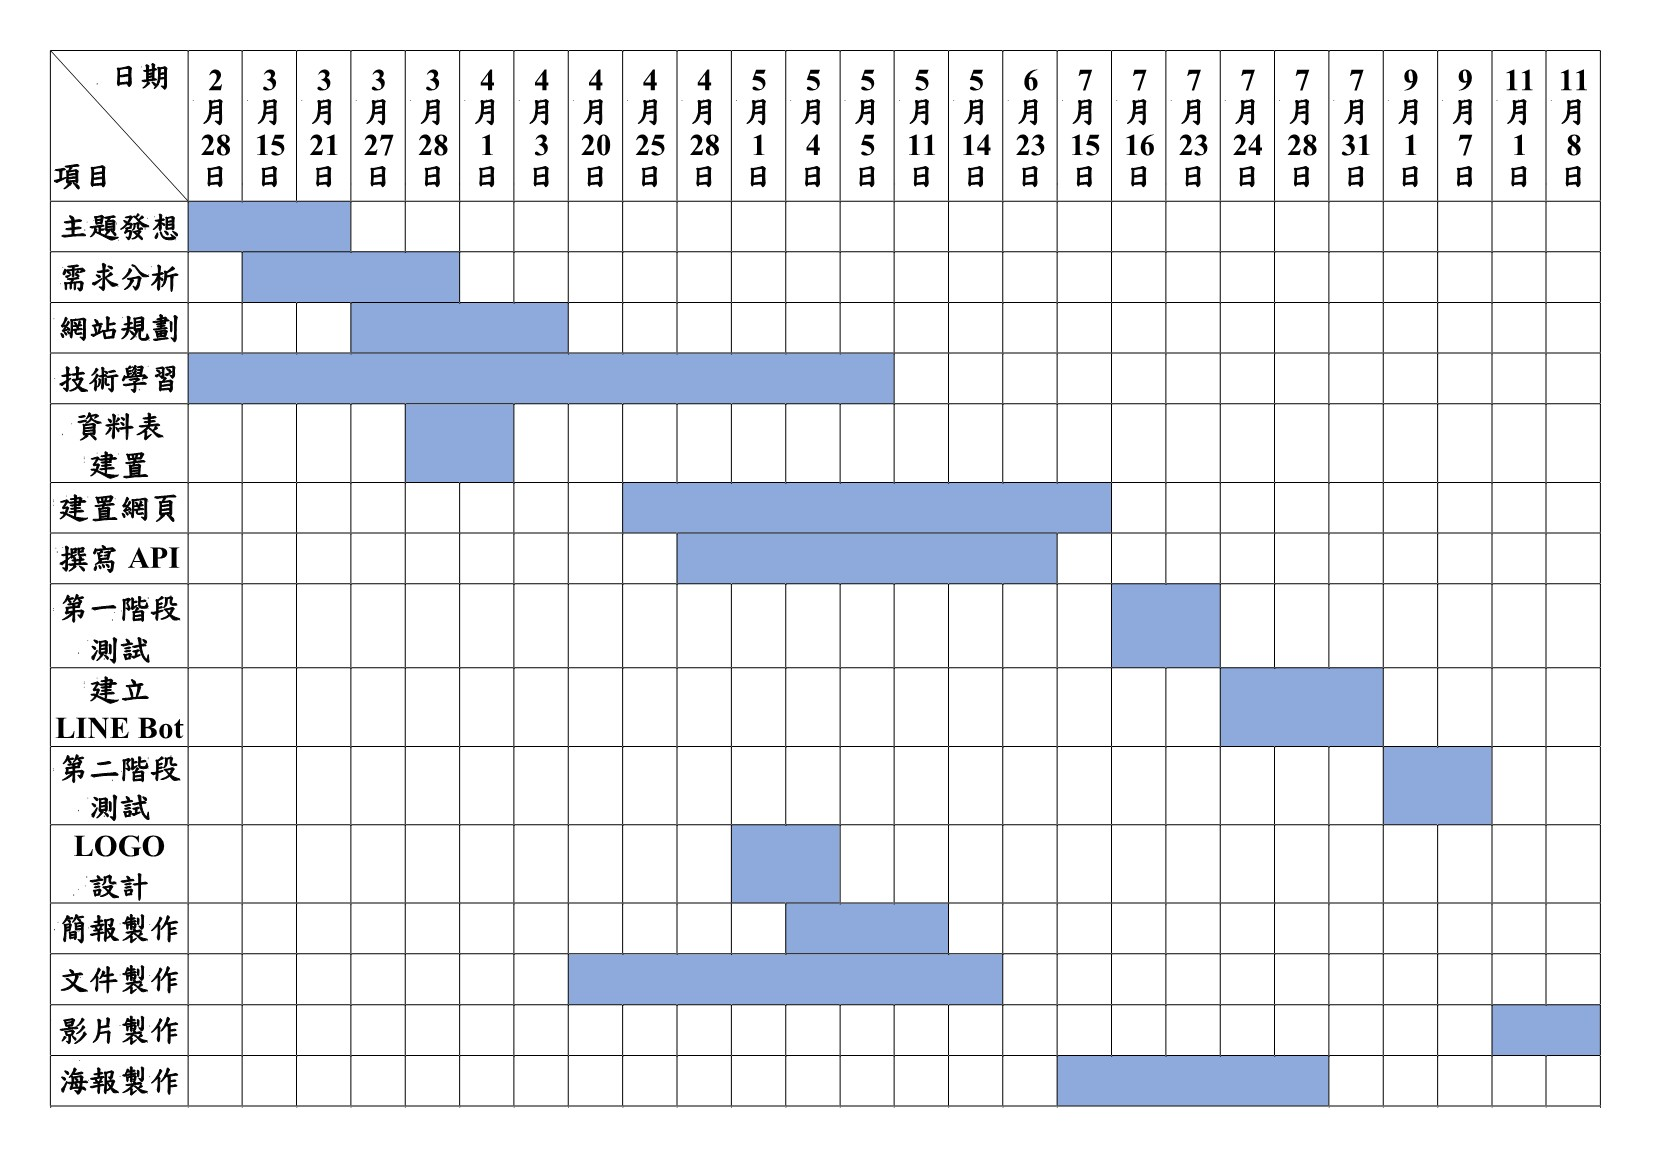 日期
項目
2月28日
3月15日
3月21日
3月27日
3月28日
4月1日
4月3日
4月20日
4月25日
4月28日
5月1日
5月4日
5月5日
5月11日
5月14日
6月23日
7月15日
7月16日
7月23日
7月24日
7月28日
7月31日
9月1日
9月7日
11月1日
11月8日
主題發想
需求分析
網站規劃
技術學習
資料表
建置
建置網頁
撰寫 API
第一階段
測試
建立
LINE Bot
第二階段
測試
LOGO
設計
簡報製作
文件製作
影片製作
海報製作